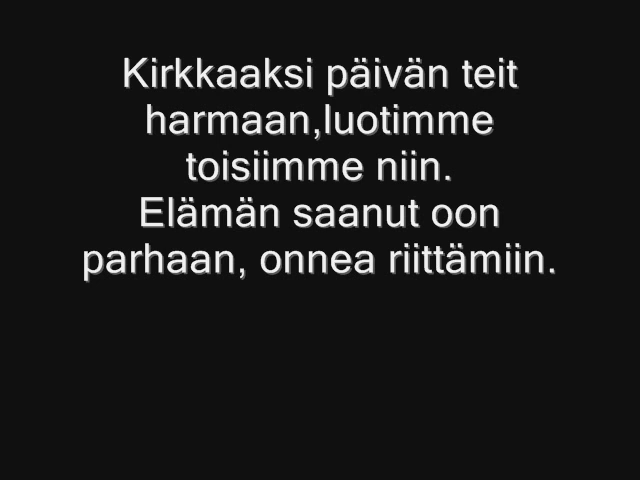 Kirkkaaksi päivän teit
harmaan,luotimme
toisiimme niin.
Elämän saanut oon
parhaan, onnea riittämiin.